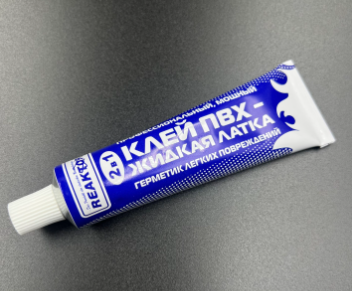 ПРОФЕССИОНАЛЬНЫЙ, МОЩНЫЙ
2в1
КЛЕЙ ПВХ -
ЖИДКАЯ ЛАТКА
ГЕРМЕТИК ЛЕГКИХ ПОВРЕЖДЕНИЙ